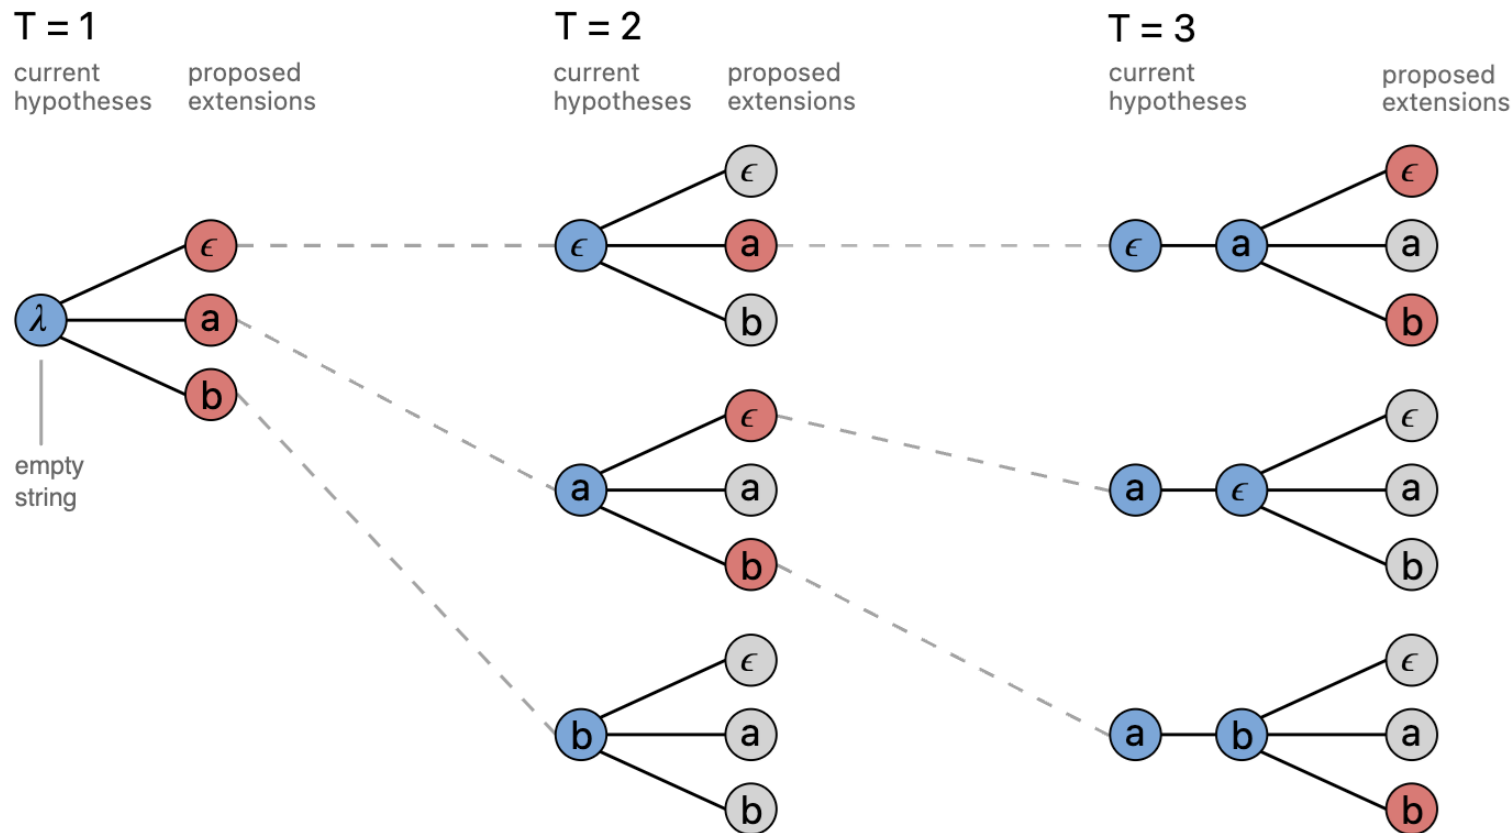 T = 1
T = 2
T = 3
current hypotheses
proposed extensions
current hypotheses
proposed extensions
current hypotheses
proposed extensions
ϵ
λ
a
b
empty
string
ϵ
ϵ
a
b
a
ϵ
a
b
b
ϵ
a
b
ϵ
a
ϵ
a
b
a
ϵ
ϵ
a
b
a
b
ϵ
a
b